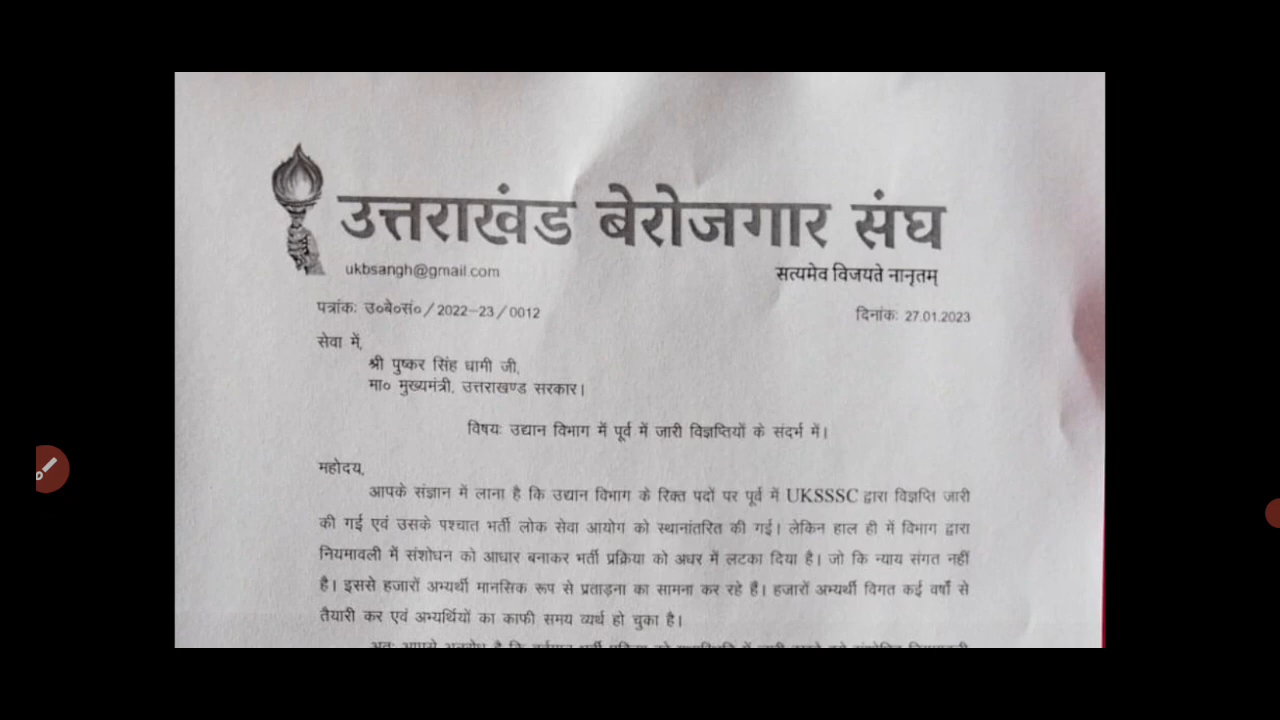 उत्तराखंड बेरोजगार संघ
ukbsangh@gmail.com
सत्यमेव विजयते नानृतम्
पत्रांकः उ०बे०सं०/2022-23/0012
दिनांकः 27.01.2023
सेवा में,
श्री पुष्कर सिंह धामी जी,
मा० मुख्यमंत्री, उत्तराखण्ड सरकार।
विषयः उद्यान विभाग में पूर्व में जारी विज्ञप्तियों के संदर्भ में।
महोदय,
आपके संज्ञान में लाना है कि उद्यान विभाग के रिक्त पदों पर पूर्व में UKSSSC द्वारा विज्ञप्ति जारी
की गई एवं उसके पश्चात भर्ती लोक सेवा आयोग को स्थानांतरित की गई। लेकिन हाल ही में विभाग द्वारा
नियमावली में संशोधन को आधार बनाकर भर्ती प्रक्रिया को अधर में लटका दिया है। जो कि न्याय संगत नहीं
है। इससे हजारों अभ्यर्थी मानसिक रूप से प्रताड़ना का सामना कर रहे हैं। हजारों अभ्यर्थी विगत कई वर्षों से
तैयारी कर एवं अभ्यर्थियों का काफी समय व्यर्थ हो चुका है।